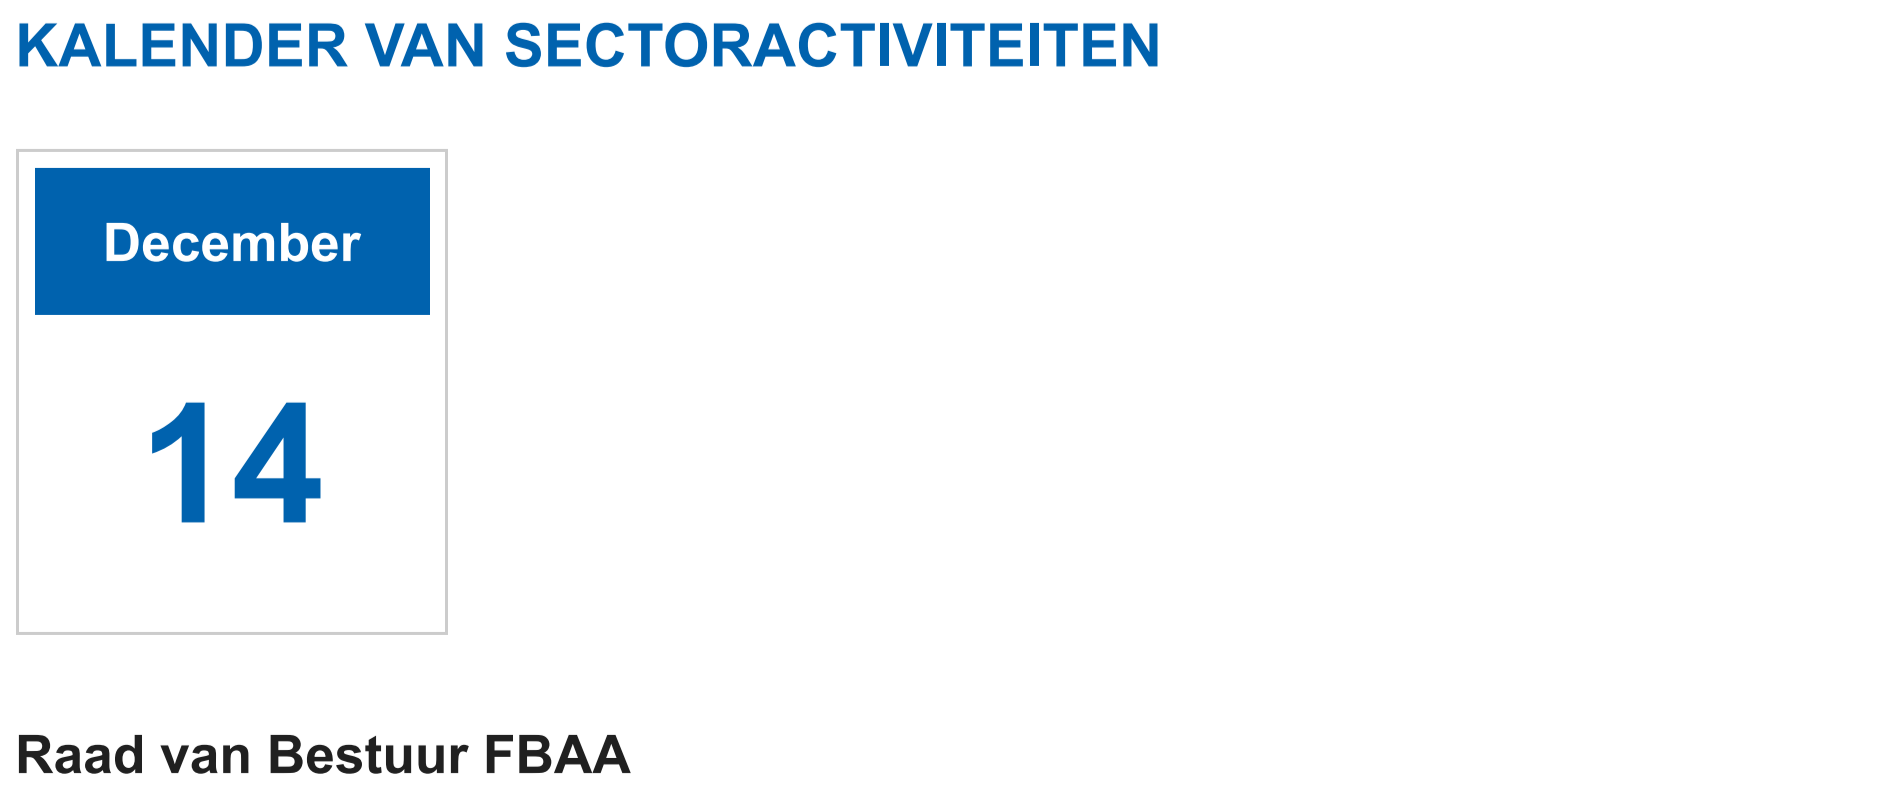 KALENDER VAN SECTORACTIVITEITEN
December
14
Raad van Bestuur FBAA